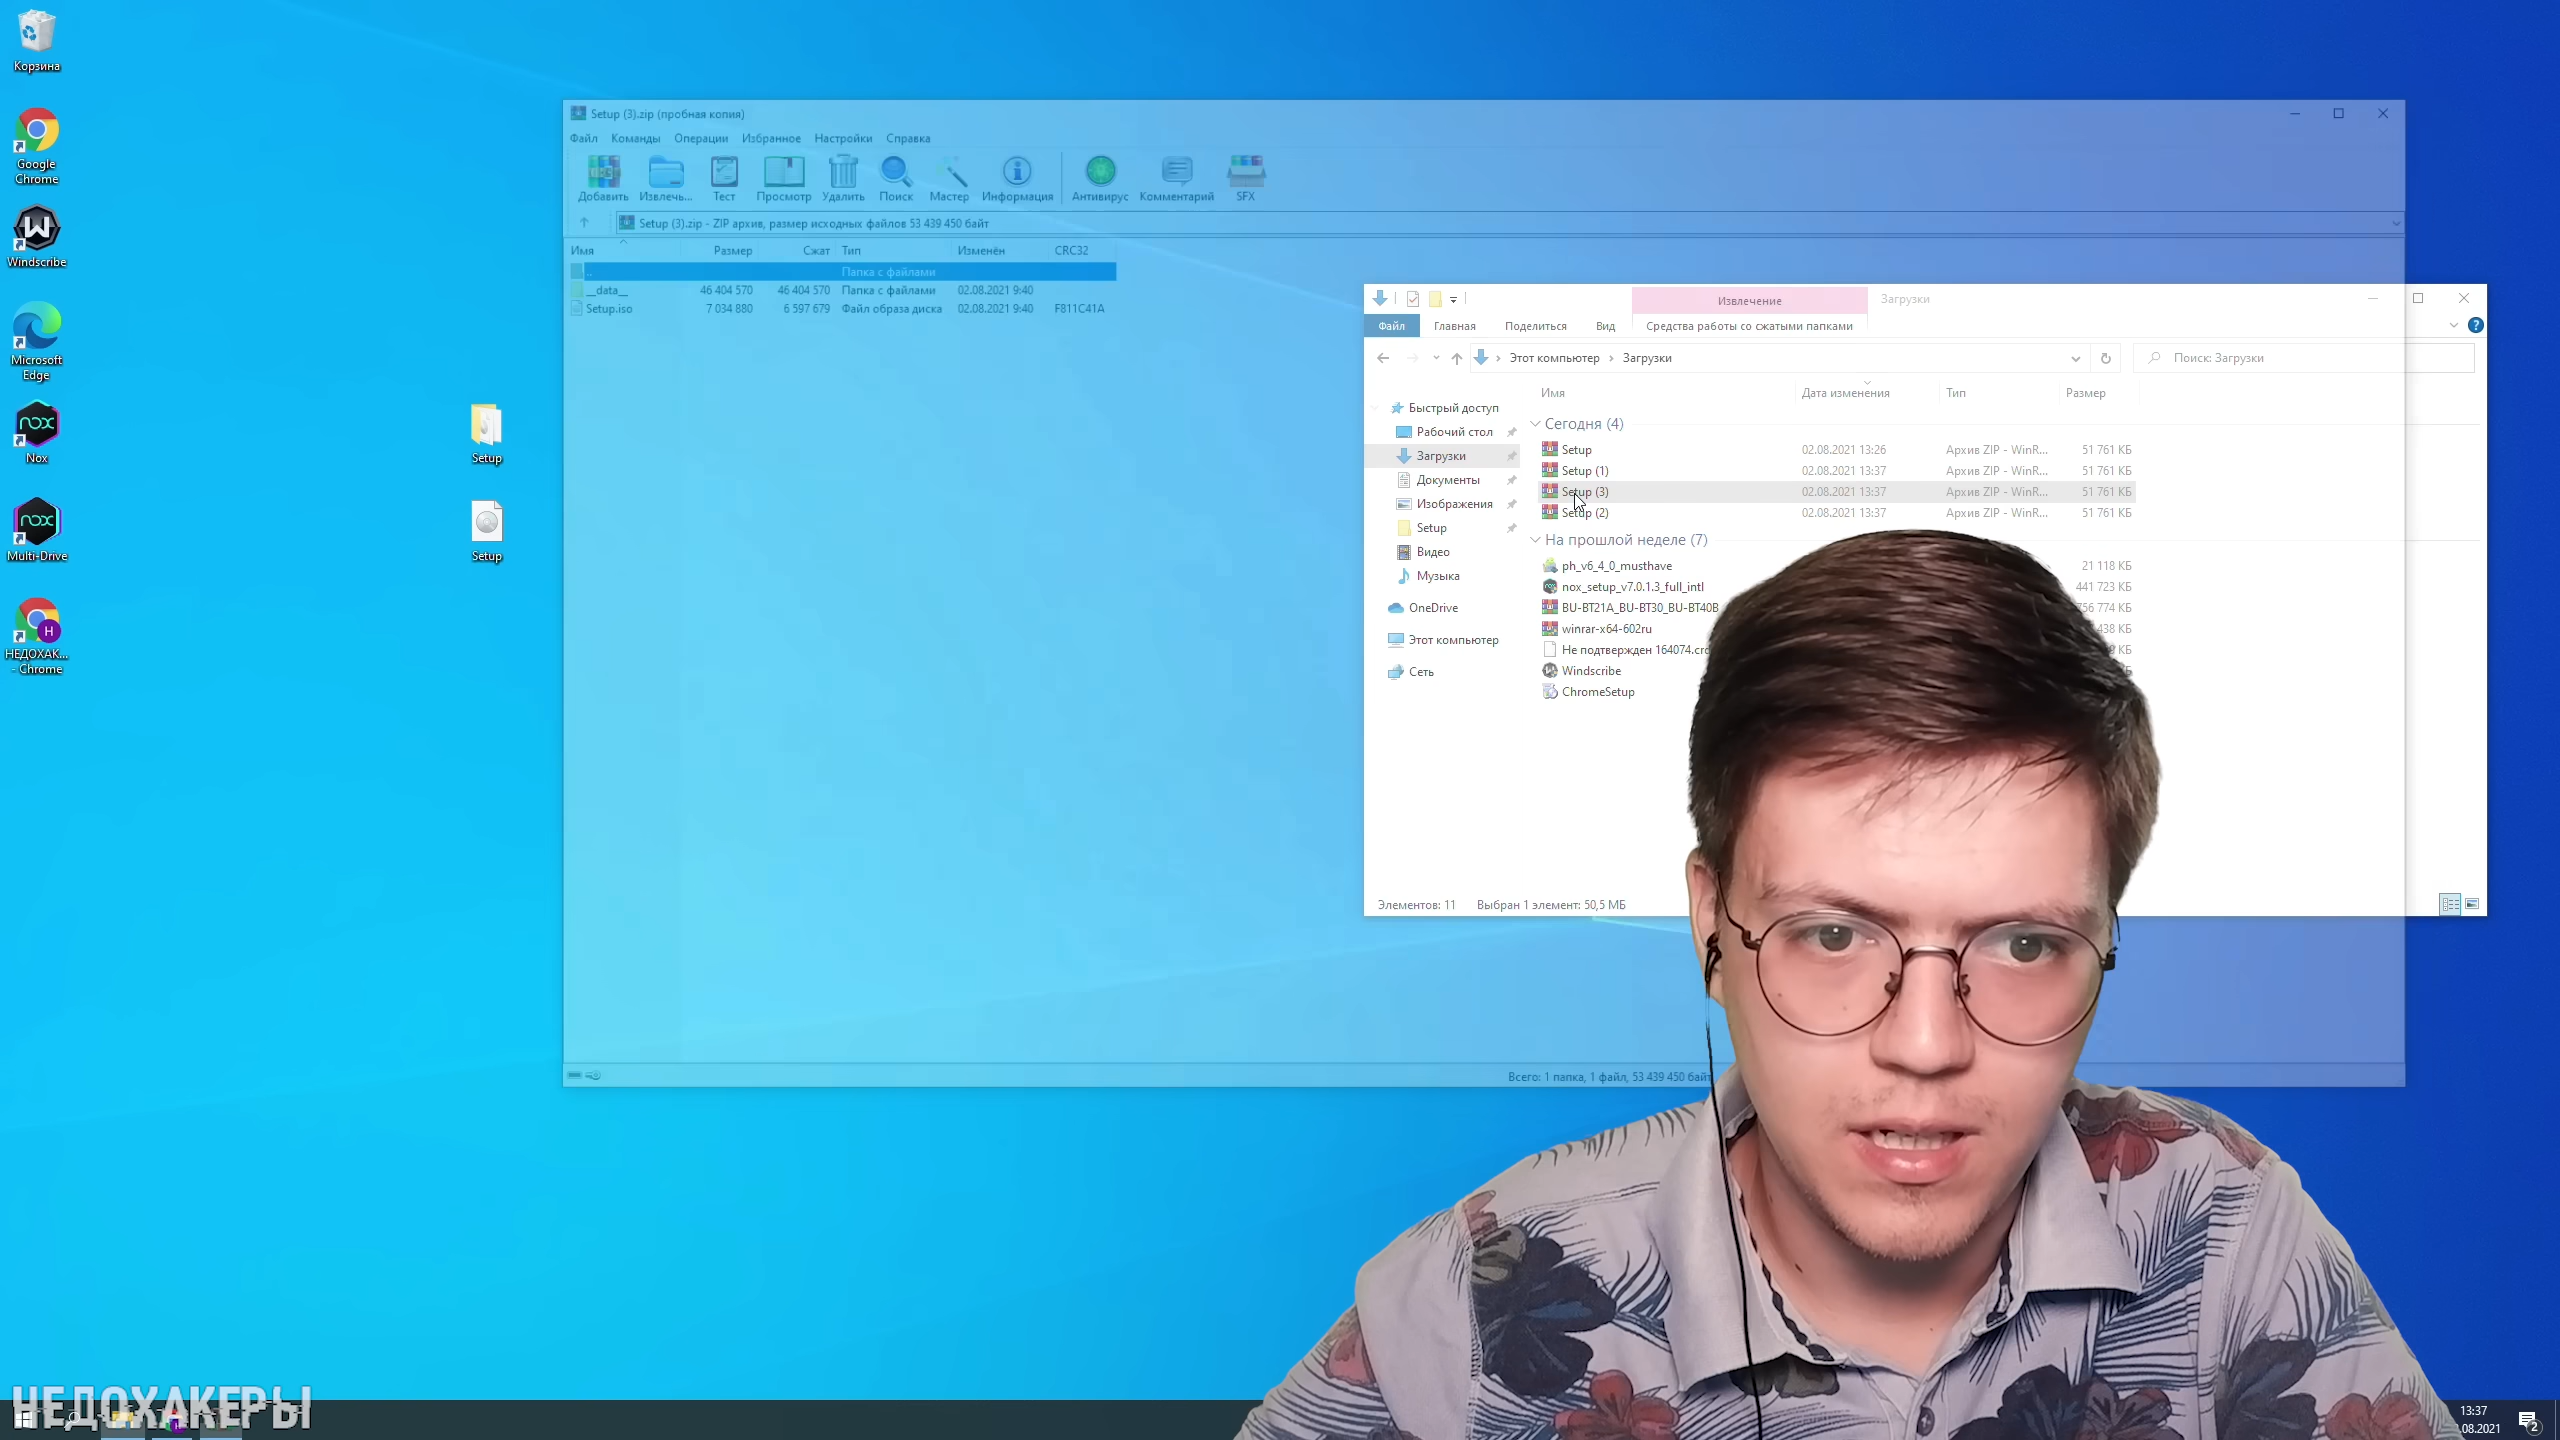 Корзина
Google
Chrome
Windscribe
Microsoft
Edge
Nox
Multi-Drive
НЕДОХАК...
- Chrome
Setup
Setup
Setup (3).zip (пробная копия)
Файл Команды Операции Избранное Настройки Справка
Добавить Извлечь... Тест Просмотр Удалить Поиск Мастер Информация Антивирус Комментарий SFX
Setup (3).zip - ZIP архив, размер исходных файлов 53 439 450 байт
Имя Размер Сжат Тип Изменён CRC32
.. Папка с файлами
__data__ 46 404 570 46 404 570 Папка с файлами 02.08.2021 9:40
Setup.iso 7 034 880 6 597 679 Файл образа диска 02.08.2021 9:40 F811C41A
Всего: 1 папка, 1 файл, 53 439 450 байт
Извлечение Загрузки
Файл Главная Поделиться Вид Средства работы со сжатыми папками
Этот компьютер Загрузки Поиск: Загрузки
Имя Дата изменения Тип Размер
Быстрый доступ
Рабочий стол
Загрузки
Документы
Изображения
Setup
Видео
Музыка
OneDrive
Этот компьютер
Сеть
Сегодня (4)
Setup 02.08.2021 13:26 Архив ZIP - WinR... 51 761 КБ
Setup (1) 02.08.2021 13:37 Архив ZIP - WinR... 51 761 КБ
Setup (3) 02.08.2021 13:37 Архив ZIP - WinR... 51 761 КБ
Setup (2) 02.08.2021 13:37 Архив ZIP - WinR... 51 761 КБ
На прошлой неделе (7)
ph_v6_4_0_musthave 21 118 КБ
nox_setup_v7.0.1.3_full_intl 441 723 КБ
BU-BT21A_BU-BT30_BU-BT40B 756 774 КБ
winrar-x64-602ru 438 КБ
Не подтвержден 164074.crd КБ
Windscribe
ChromeSetup
Элементов: 11 Выбран 1 элемент: 50,5 МБ
НЕДОХАКЕРЫ
13:37
.08.2021
2